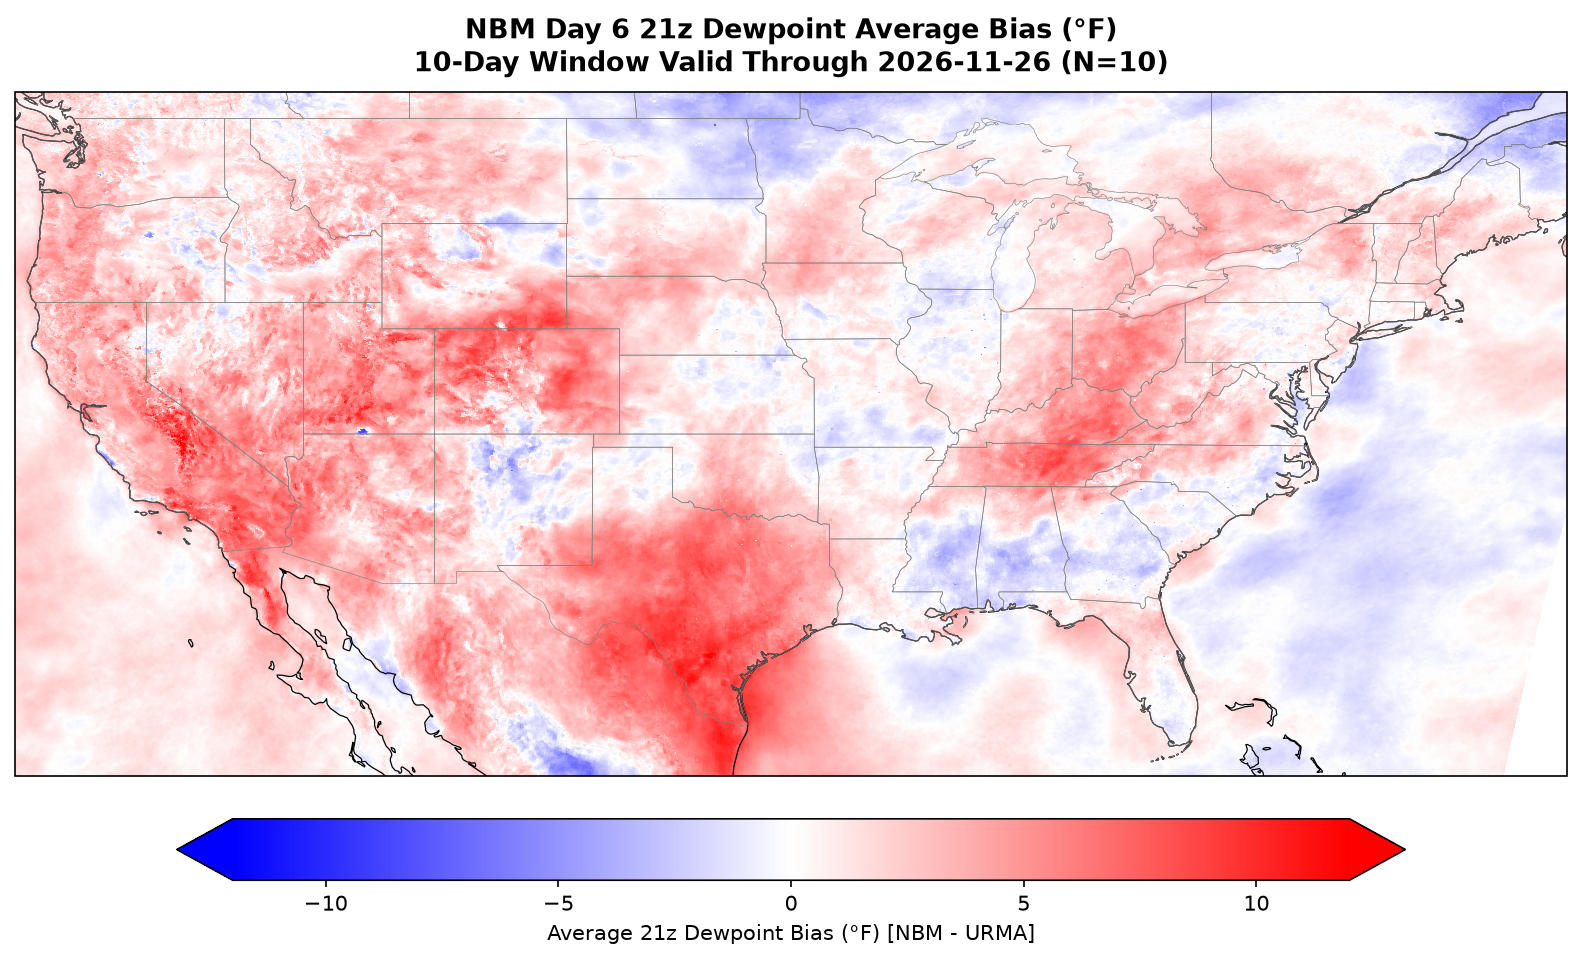 NBM Day 6 21z Dewpoint Average Bias (°F)
10-Day Window Valid Through 2026-11-26 (N=10)
−10 −5 0 5 10
Average 21z Dewpoint Bias (°F) [NBM - URMA]